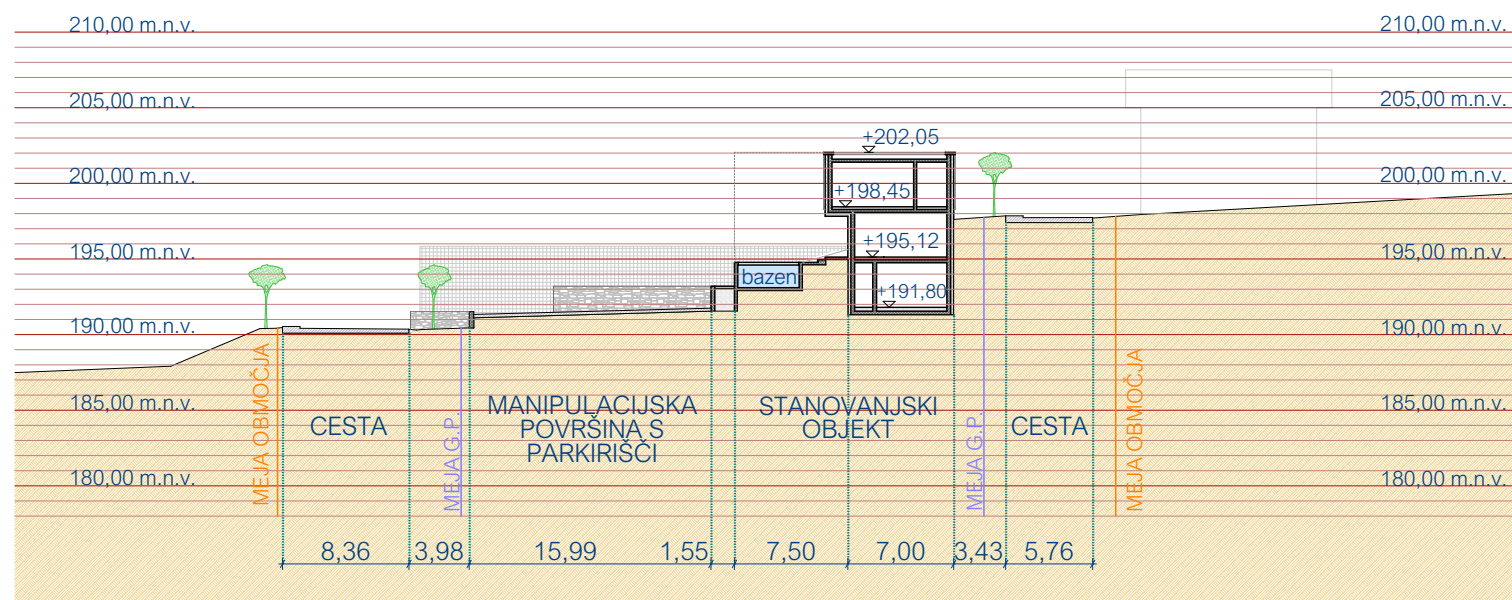 210,00 m.n.v.
210,00 m.n.v.
205,00 m.n.v.
205,00 m.n.v.
+202,05
200,00 m.n.v.
+198,45
200,00 m.n.v.
195,00 m.n.v.
+195,12
195,00 m.n.v.
bazen
+191,80
190,00 m.n.v.
190,00 m.n.v.
185,00 m.n.v.
185,00 m.n.v.
MEJA OBMOČJA
CESTA
MEJA G.P.
MANIPULACIJSKA
POVRŠINA S
PARKIRIŠČI
STANOVANJSKI
OBJEKT
MEJA G.P.
CESTA
MEJA OBMOČJA
180,00 m.n.v.
180,00 m.n.v.
8,36 3,98 15,99 1,55 7,50 7,00 3,43 5,76